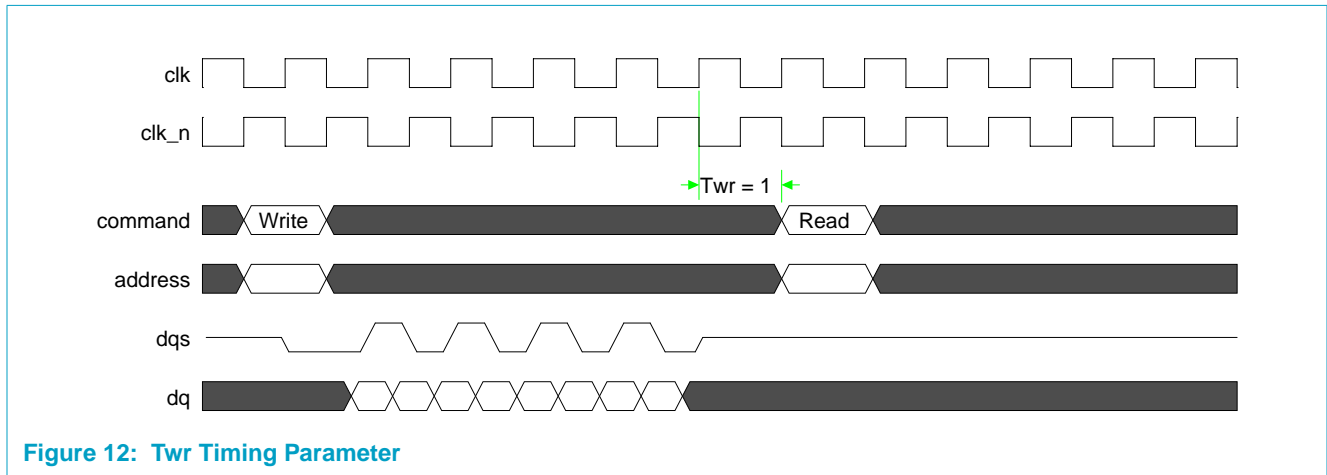 clk
clk_n
Twr = 1
command Write Read
address
dqs
dq
Figure 12: Twr Timing Parameter